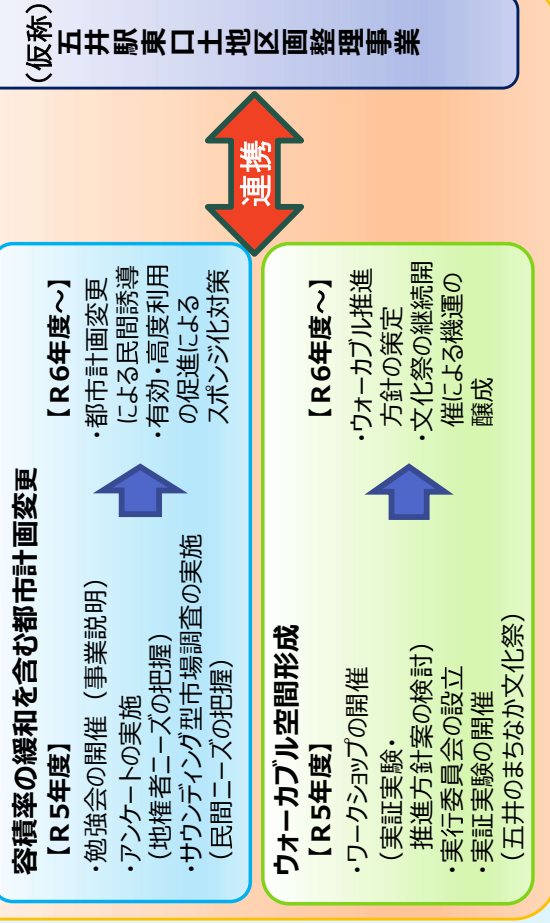 容積率の緩和を含む都市計画変更
【R5年度】
・勉強会の開催（事業説明）
・アンケートの実施
（地権者ニーズの把握）
・サウンディング型市場調査の実施
（民間ニーズの把握）
【R6年度～】
・都市計画変更
による民間誘導
・有効・高度利用
の促進による
スポンジ化対策
ウォーカブル空間形成
【R5年度】
・ワークショップの開催
（実証実験・
推進方針案の検討）
・実行委員会の設立
・実証実験の開催
（五井のまちなか文化祭）
【R6年度～】
・ウォーカブル推進
方針の策定
・文化祭の継続開
催による機運の
醸成
連携
（仮称）
五井駅東口土地区画整理事業